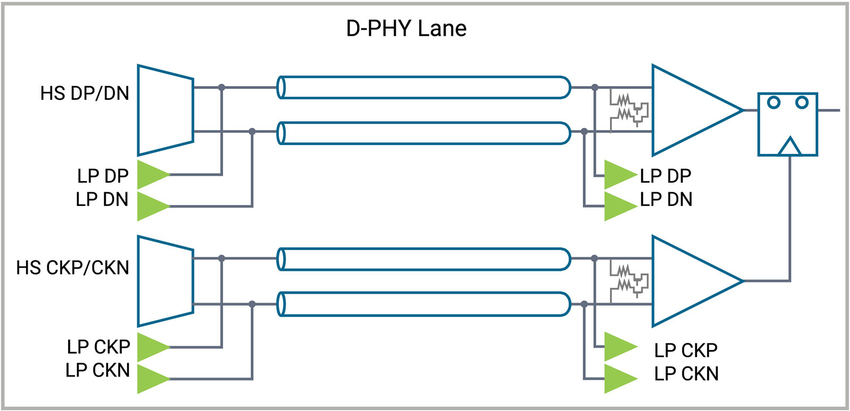 D-PHY Lane
HS DP/DN
LP DP
LP DN
LP DP
LP DN
HS CKP/CKN
LP CKP
LP CKN
LP CKP
LP CKN